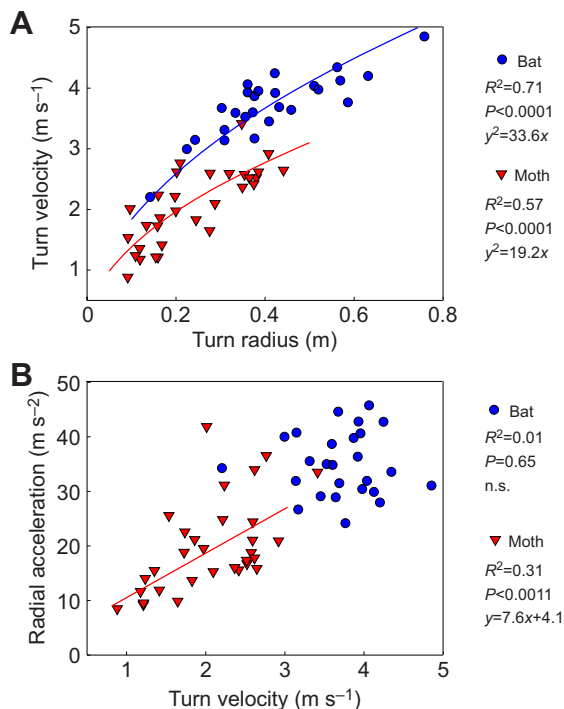 A
5
4
3
2
1
Turn velocity (m s⁻¹)
0
0.2
0.4
0.6
0.8
Turn radius (m)
Bat
R²=0.71
P<0.0001
y²=33.6x
Moth
R²=0.57
P<0.0001
y²=19.2x
B
50
40
30
20
10
0
Radial acceleration (m s⁻²)
1
2
3
4
5
Turn velocity (m s⁻¹)
Bat
R²=0.01
P=0.65
n.s.
Moth
R²=0.31
P<0.0011
y=7.6x+4.1